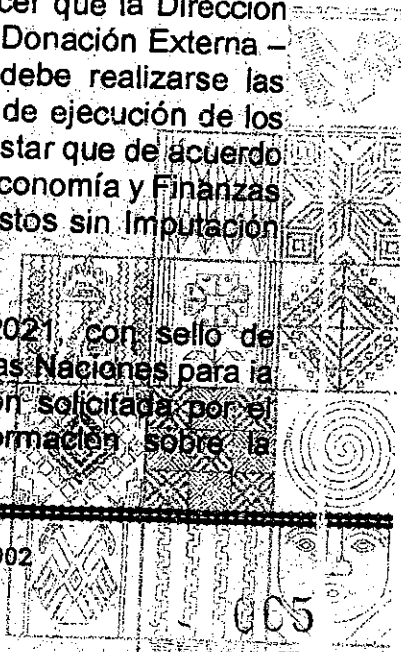 cer que la Dirección
Donación Externa –
debe realizarse las
de ejecución de los
star que de acuerdo
conomía y Finanzas
stos sin Imputación
2021, con sello de
as Naciones para la
ón solicitada por el
ormación sobre la
002
005